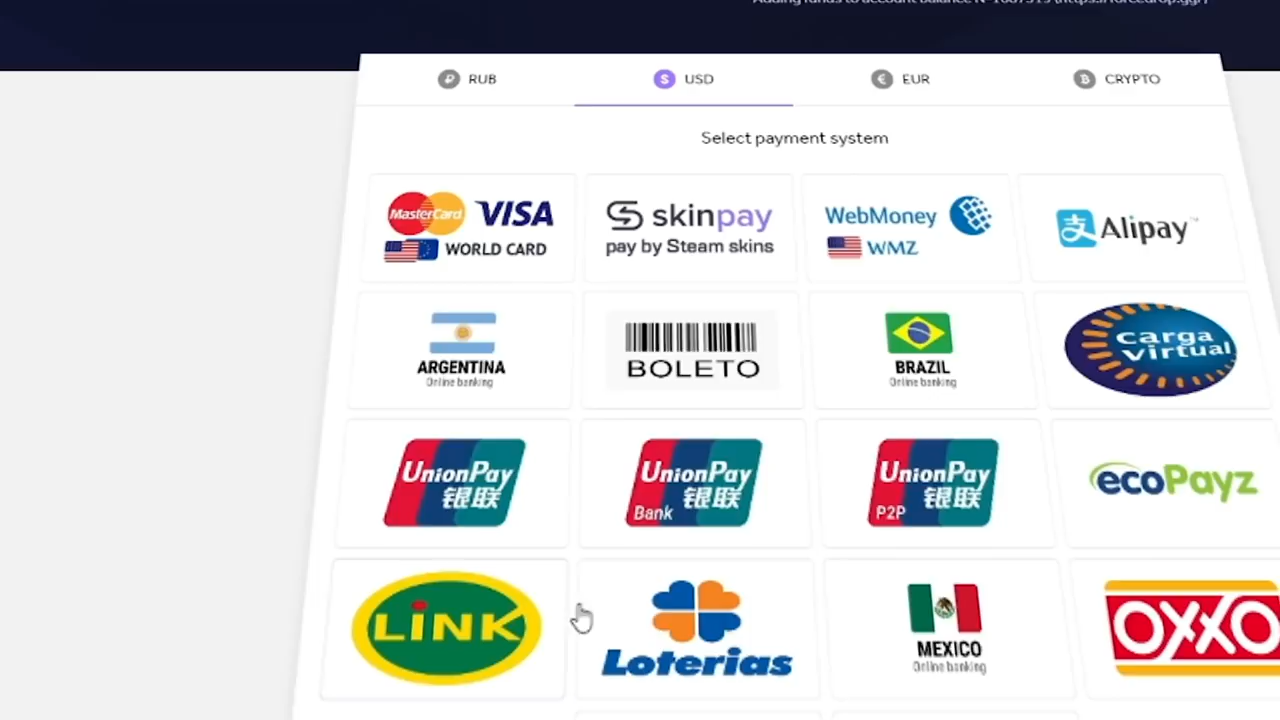 RUB
USD
EUR
CRYPTO
Select payment system
MasterCard VISA
WORLD CARD
skinpay
pay by Steam skins
WebMoney
WMZ
支 Alipay™
ARGENTINA
Online banking
BOLETO
BRAZIL
Online banking
carga
virtual
UnionPay
银联
UnionPay
银联
Bank
UnionPay
银联
P2P
ecoPayz
LiNK
Loterias
MEXICO
Online banking
OXXO